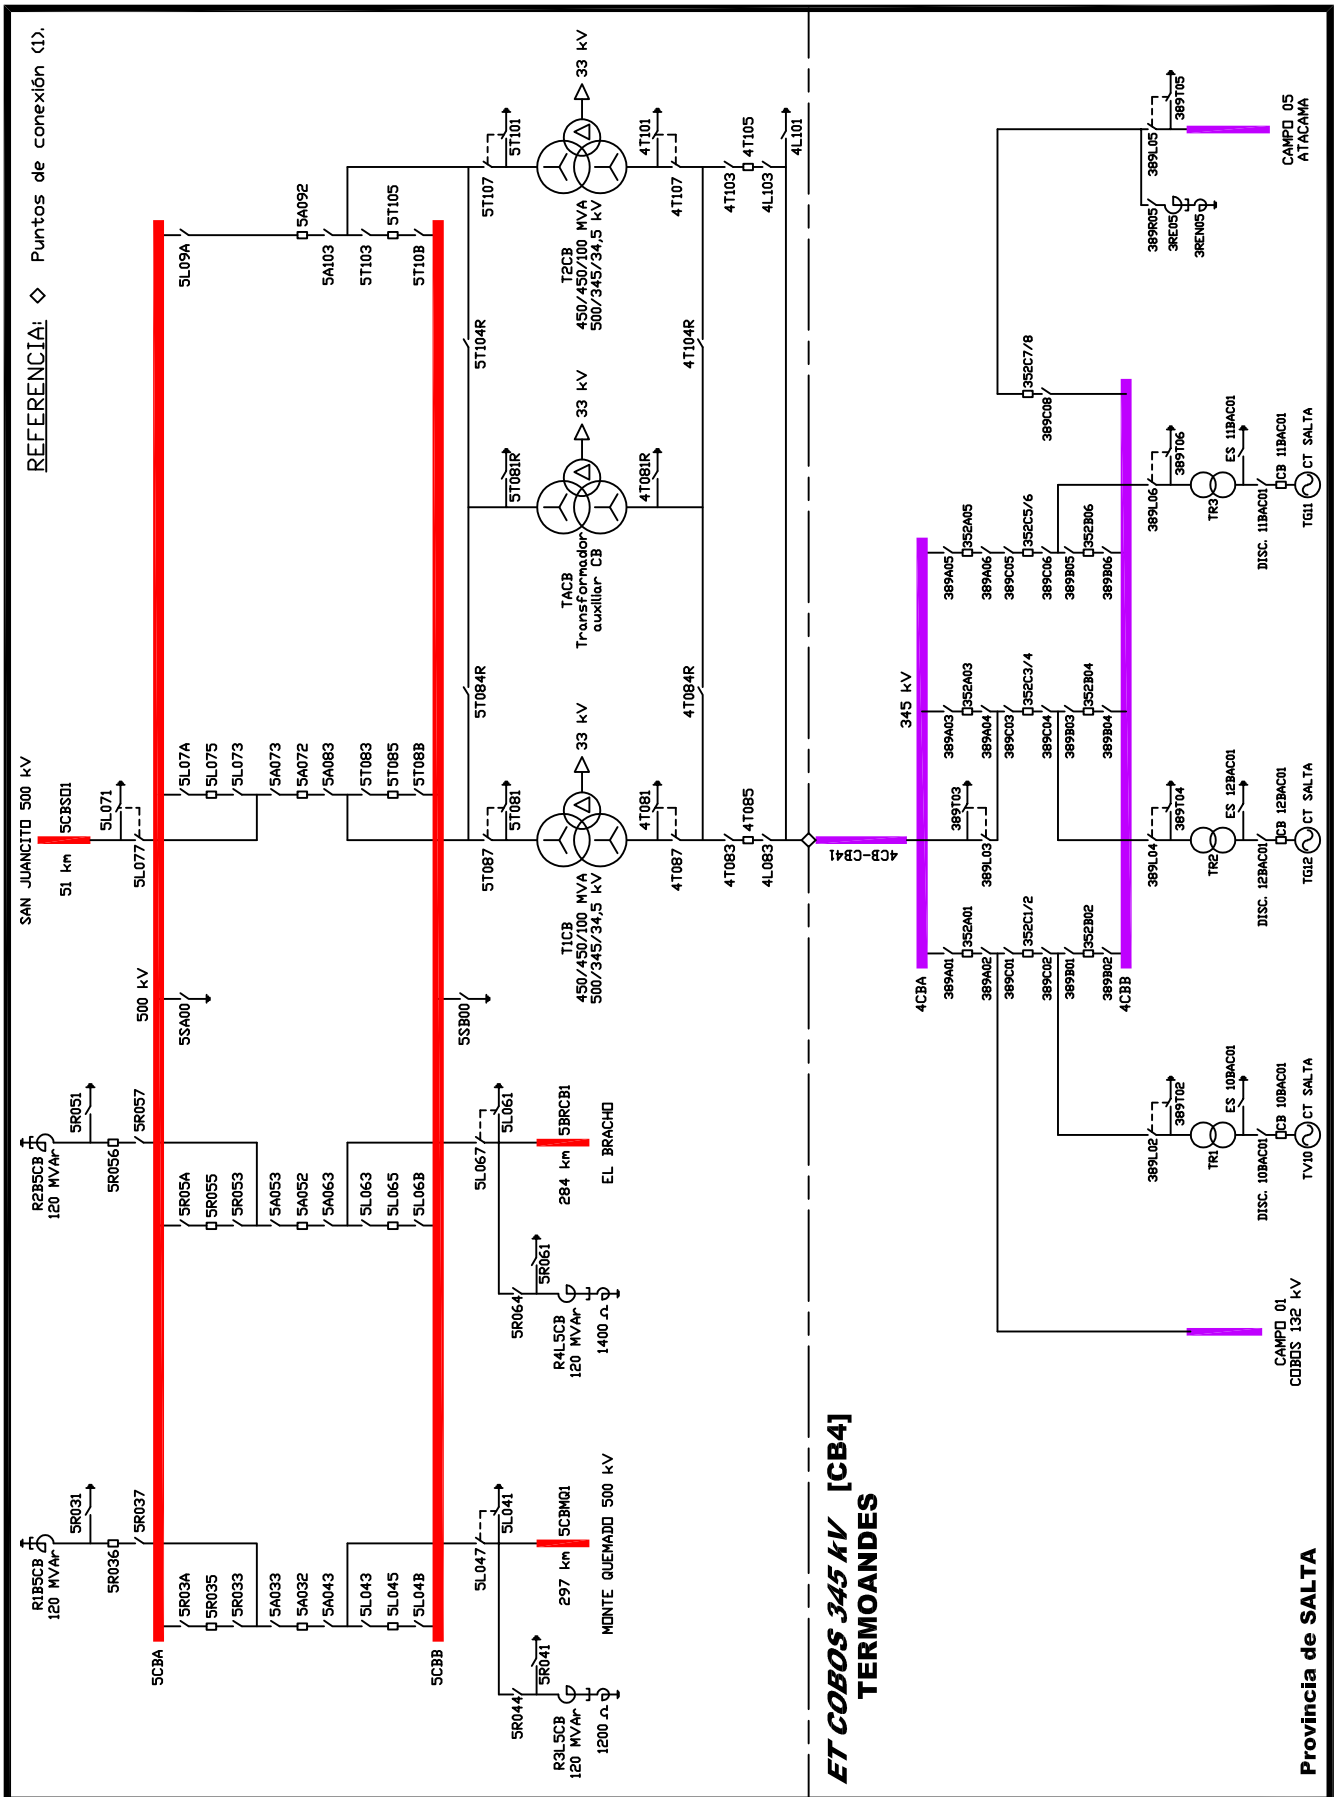 REFERENCIA: ◇ Puntos de conexión (1).
R1B5CB
120 MVAr
5R031
5R036
5R037
R2B5CB
120 MVAr
5R051
5R056
5R057
SAN JUANCITO 500 kV
51 km
5CBSD1
5L071
5L077
5CBA
500 kV
5R03A
5R035
5R033
5A033
5A032
5A043
5L043
5L045
5L04B
5R05A
5R055
5R053
5A053
5A052
5A063
5L063
5L065
5L06B
5SA00
5L07A
5L075
5L073
5A073
5A072
5A083
5T083
5T085
5T08B
5L09A
5A092
5A103
5T103
5T105
5T10B
5CBB
5SB00
5L047
5L041
5R044
5R041
R3L5CB
120 MVAr
1200 Ω
297 km
5CBMQ1
MONTE QUEMADO 500 kV
5L067
5L061
5R064
5R061
R4L5CB
120 MVAr
1400 Ω
284 km
5BRCB1
EL BRACHO
5T084R
5T104R
5T087
5T081
T1CB
450/450/100 MVA
500/345/34,5 kV
33 kV
4T081
4T087
5T081R
TACB
Transformador
auxiliar CB
33 kV
4T081R
5T107
5T101
T2CB
450/450/100 MVA
500/345/34,5 kV
33 kV
4T101
4T107
4T084R
4T104R
4T083
4T085
4L083
4T103
4T105
4L103
4L101
ET COBOS 345 kV [CB4]
TERMOANDES
4CB-CB41
345 kV
4CBA
389T03
389L03
389A01
352A01
389A02
389C01
352C1/2
389C02
389B01
352B02
389B02
389A03
352A03
389A04
389C03
352C3/4
389C04
389B03
352B04
389B04
389A05
352A05
389A06
389C05
352C5/6
389C06
389B05
352B06
389B06
352C7/8
389C08
4CBB
389L05
389T05
389R05
3RE05
3REN05
CAMPO 05
ATACAMA
389L02
389T02
TR1
ES 10BAC01
DISC. 10BAC01
CB 10BAC01
TV10
CT SALTA
389L04
389T04
TR2
ES 12BAC01
DISC. 12BAC01
CB 12BAC01
TG12
CT SALTA
389L06
389T06
TR3
ES 11BAC01
DISC. 11BAC01
CB 11BAC01
TG11
CT SALTA
CAMPO 01
COBOS 132 kV
Provincia de SALTA